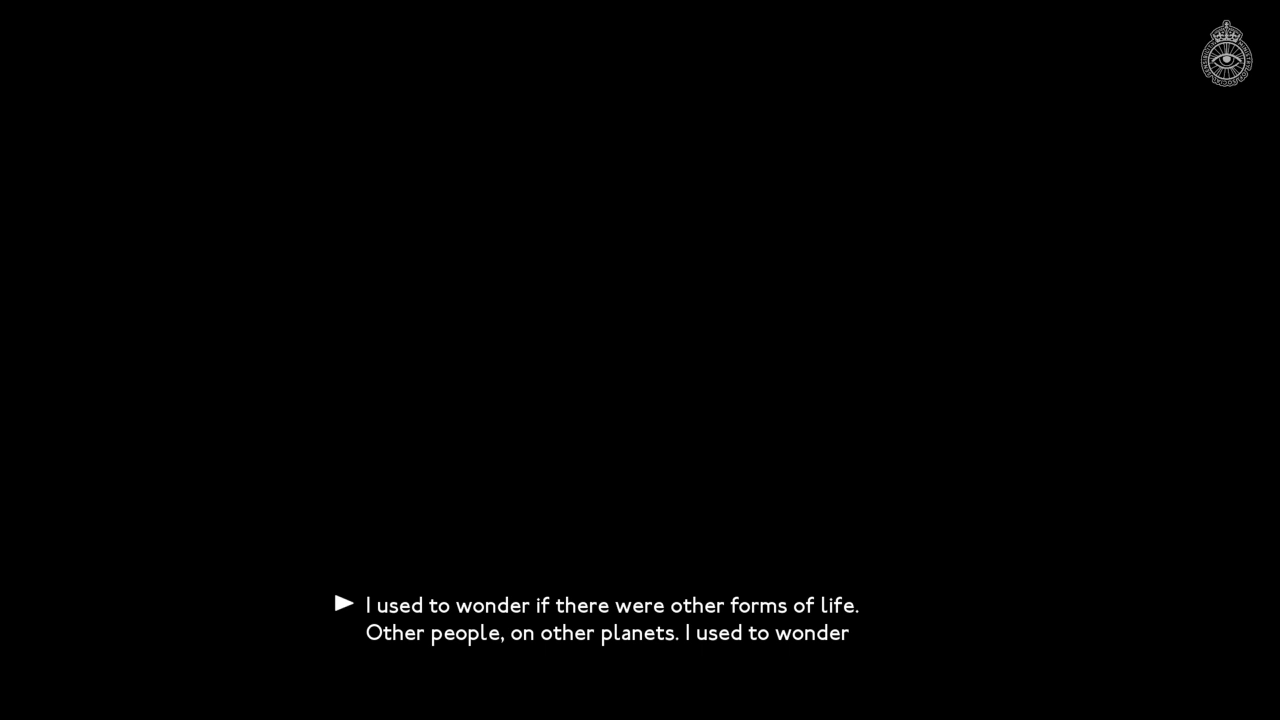 I used to wonder if there were other forms of life.
Other people, on other planets. I used to wonder